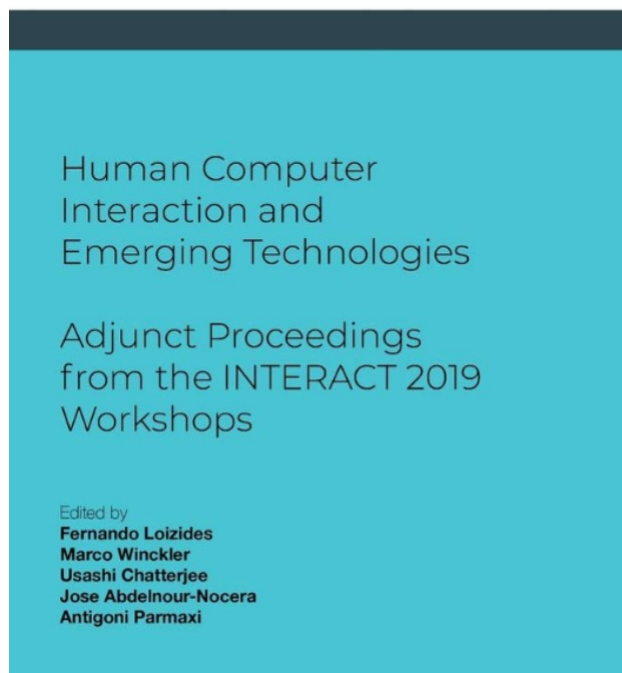 Human Computer
Interaction and
Emerging Technologies
Adjunct Proceedings
from the INTERACT 2019
Workshops
Edited by
Fernando Loizides
Marco Winckler
Usashi Chatterjee
Jose Abdelnour-Nocera
Antigoni Parmaxi